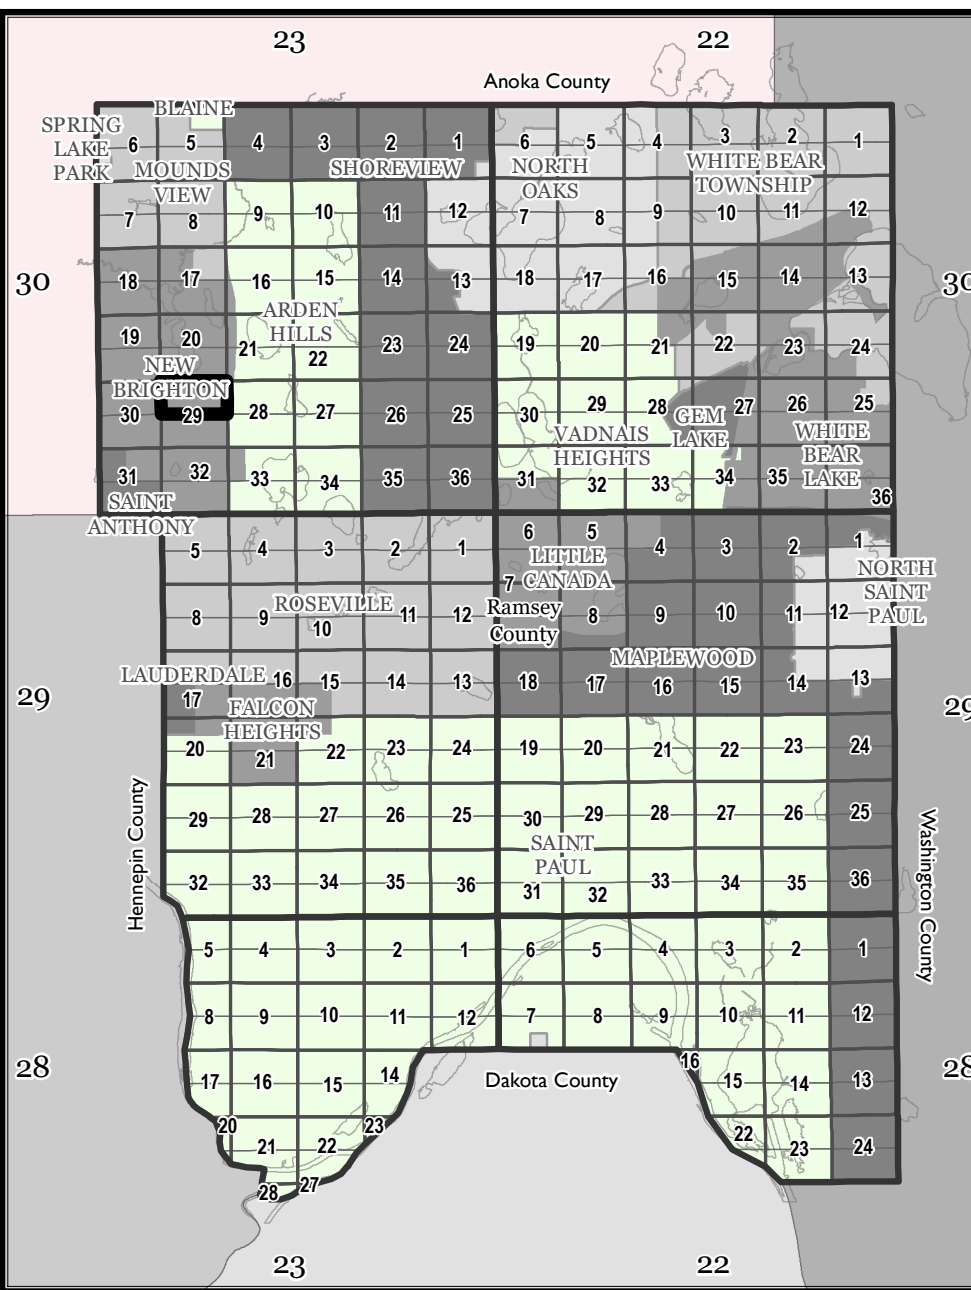 23 22
Anoka County
BLAINE
SPRING
LAKE
PARK
6 5 4 3 2 1 6 5 4 3 2 1
MOUNDS
VIEW
SHOREVIEW
NORTH
OAKS
WHITE BEAR
TOWNSHIP
7 8 9 10 11 12 7 8 9 10 11 12
30 18 17 16 15 14 13 18 17 16 15 14 13 30
ARDEN
HILLS
19 20 21 22 23 24 19 20 21 22 23 24
NEW
BRIGHTON
30 29 28 27 26 25 30 29 28 27 26 25
GEM
LAKE
VADNAIS
HEIGHTS
WHITE
BEAR
LAKE
31 32 33 34 35 36 31 32 33 34 35 36
SAINT
ANTHONY
5 4 3 2 1 6 5 4 3 2 1
LITTLE
CANADA
NORTH
SAINT
PAUL
ROSEVILLE
Ramsey
County
8 9 10 11 12 7 8 9 10 11 12
MAPLEWOOD
LAUDERDALE
29 17 16 15 14 13 18 17 16 15 14 13 29
FALCON
HEIGHTS
20 21 22 23 24 19 20 21 22 23 24
Hennepin County
Washington County
29 28 27 26 25 30 29 28 27 26 25
SAINT
PAUL
32 33 34 35 36 31 32 33 34 35 36
5 4 3 2 1 6 5 4 3 2 1
8 9 10 11 12 7 8 9 10 11 12
28 17 16 15 14 16 15 14 13 28
Dakota County
20 21 22 23 22 23 24
28 27
23 22